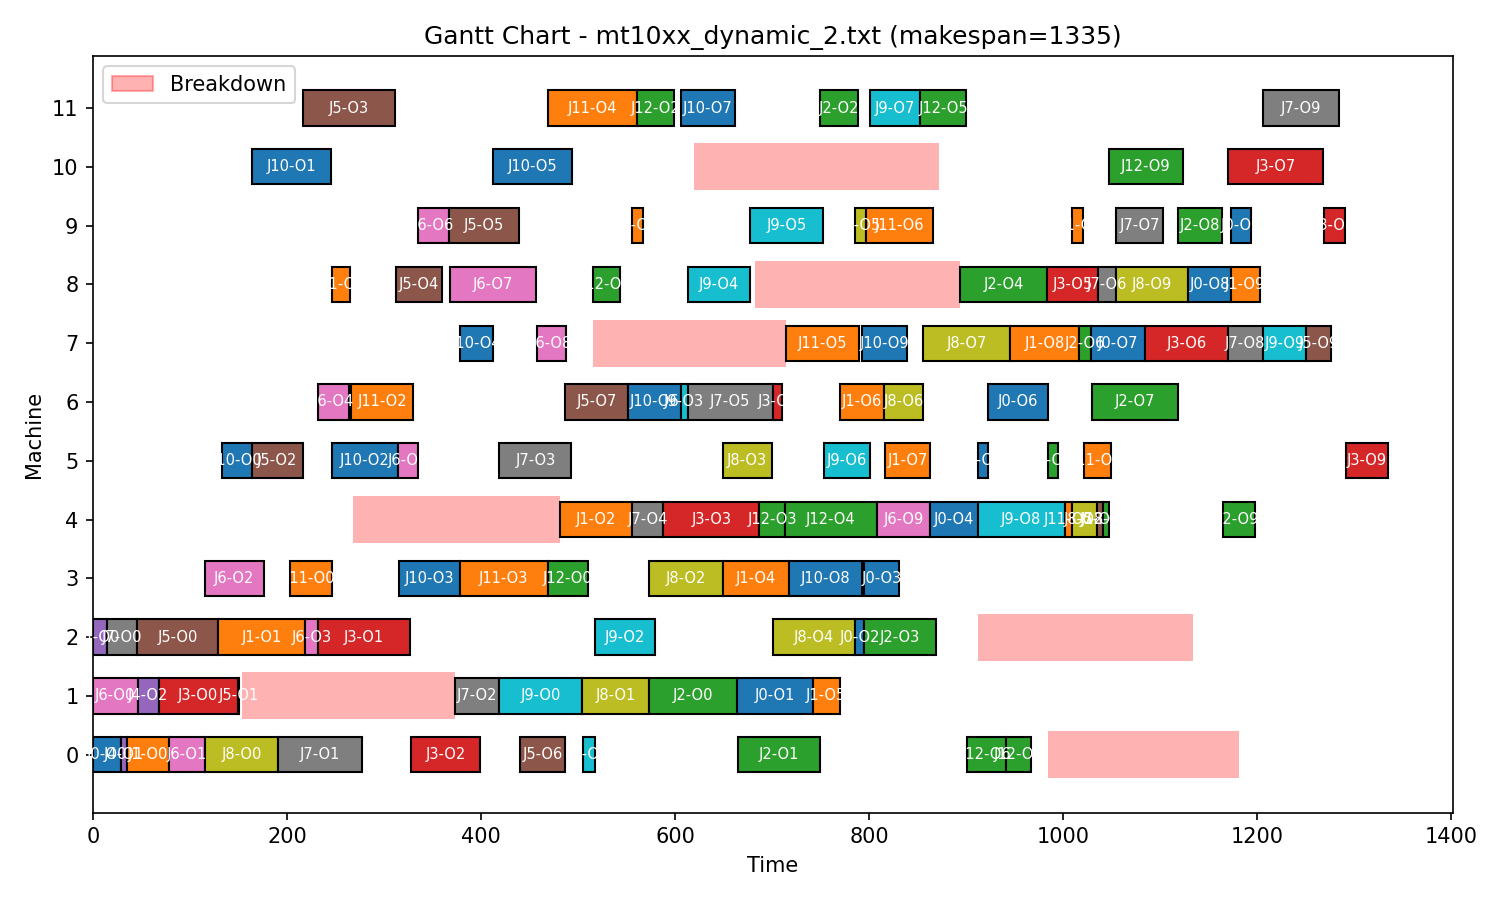 Gantt Chart - mt10xx_dynamic_2.txt (makespan=1335)
Breakdown
11 J5-O3 J11-O4 J12-O2 J10-O7 J2-O2 J9-O7 J12-O5 J7-O9
10 J10-O1 J10-O5 J12-O9 J3-O7
9 J5-O5 J9-O5 J11-O6 J7-O7 J2-O8
8 J5-O4 J6-O7 J9-O4 J2-O4 J3-O5 J7-O6 J8-O9 J0-O8
7 J11-O5 J10-O9 J8-O7 J1-O8 J2-O6 J0-O7 J3-O6 J7-O8 J9-O9
6 J11-O2 J5-O7 J7-O5 J1-O6 J8-O6 J0-O6 J2-O7
5 J5-O2 J10-O2 J7-O3 J8-O3 J9-O6 J1-O7 J3-O9
4 J1-O2 J7-O4 J3-O3 J12-O3 J12-O4 J6-O9 J0-O4 J9-O8
3 J6-O2 J10-O3 J11-O3 J12-O0 J8-O2 J1-O4 J10-O8 J0-O3
2 J5-O0 J1-O1 J6-O3 J3-O1 J9-O2 J8-O4 J0-O2 J2-O3
1 J6-O0 J4-O2 J3-O0 J5-O1 J7-O2 J9-O0 J8-O1 J2-O0 J0-O1
0 J6-O1 J8-O0 J7-O1 J3-O2 J5-O6 J2-O1
Machine
0 200 400 600 800 1000 1200 1400
Time